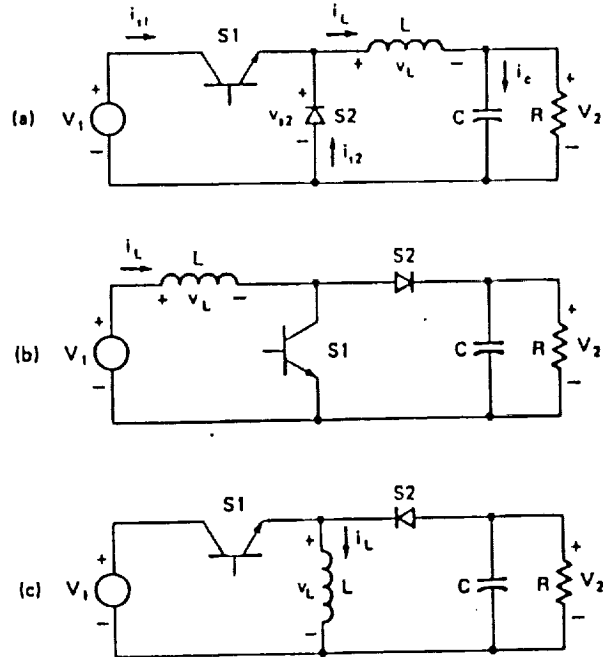 i_s1 S1 i_L L
+ v_L − i_c
(a) V_1 + − v_s2 + − S2 i_s2 C R + V_2 −
i_L L S2
+ v_L −
(b) V_1 + − S1 C R + V_2 −
S1 S2
(c) V_1 + − + v_L − L i_L C R + V_2 −